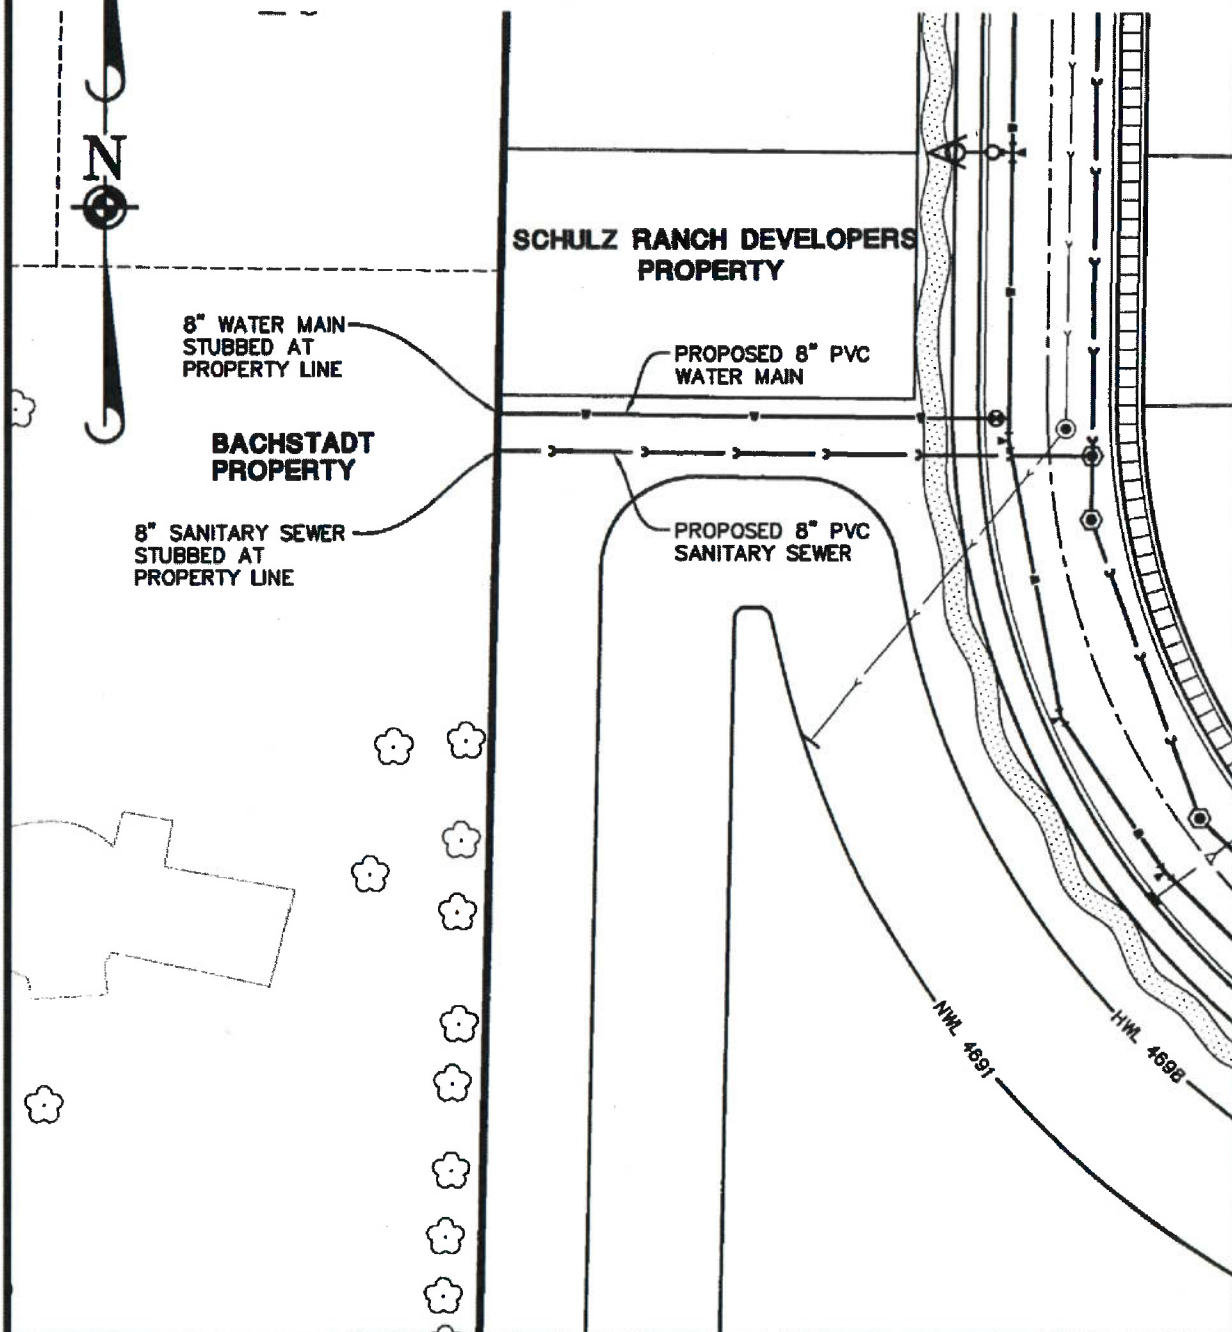 N
SCHULZ RANCH DEVELOPERS
PROPERTY
8" WATER MAIN
STUBBED AT
PROPERTY LINE
PROPOSED 8" PVC
WATER MAIN
BACHSTADT
PROPERTY
8" SANITARY SEWER
STUBBED AT
PROPERTY LINE
PROPOSED 8" PVC
SANITARY SEWER
NWL 4691
HWL 4698